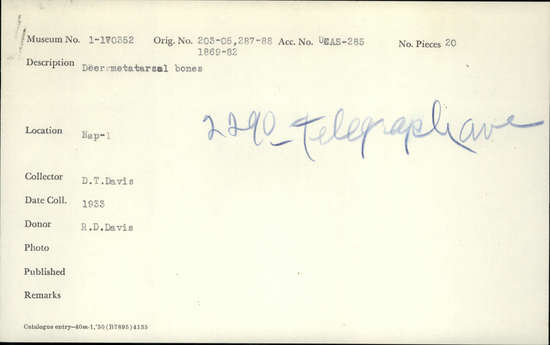 Museum No. 1-170352 Orig. No. 203-05,287-88 Acc. No. UCAS-285 No. Pieces 20
1869-82
Description Deer metatarsal bones
2290 Telegraph ave
Location Nap-1
Collector D.T.Davis
Date Coll. 1933
Donor R.D.Davis
Photo
Published
Remarks
Catalogue entry—40m-1,'50(B7895)4135